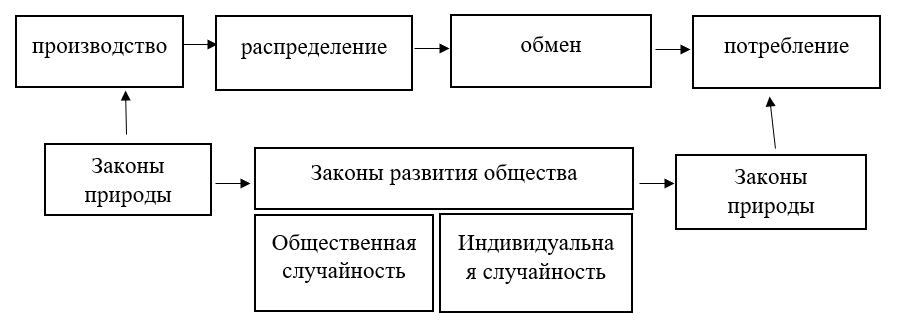 производство
распределение
обмен
потребление
Законы
природы
Законы развития общества
Законы
природы
Общественная
случайность
Индивидуальна
я случайность